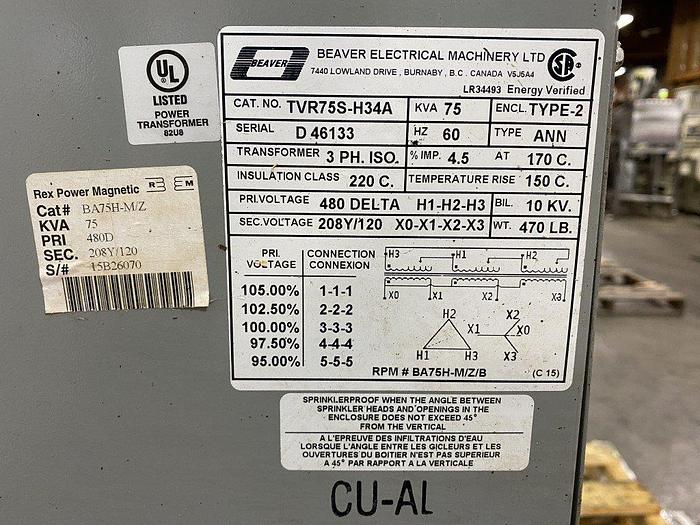 UL
LISTED
POWER
TRANSFORMER
82U8
Rex Power Magnetic
Cat# BA75H-M/Z
KVA 75
PRI 480D
SEC. 208Y/120
S/# 15B26070
BEAVER
BEAVER ELECTRICAL MACHINERY LTD
7440 LOWLAND DRIVE, BURNABY, B.C. CANADA V5J5A4
LR34493 Energy Verified
CAT. NO. TVR75S-H34A KVA 75 ENCL. TYPE-2
SERIAL D 46133 HZ 60 TYPE ANN
TRANSFORMER 3 PH. ISO. % IMP. 4.5 AT 170 C.
INSULATION CLASS 220 C. TEMPERATURE RISE 150 C.
PRI.VOLTAGE 480 DELTA H1-H2-H3 BIL. 10 KV.
SEC.VOLTAGE 208Y/120 X0-X1-X2-X3 WT. 470 LB.
PRI. CONNECTION
VOLTAGE CONNEXION
105.00% 1-1-1
102.50% 2-2-2
100.00% 3-3-3
97.50% 4-4-4
95.00% 5-5-5
H3 H1 H2
X0 X1 X2 X3
H2 X2
X1 X0
H1 H3 X3
RPM # BA75H-M/Z/B (C 15)
SPRINKLERPROOF WHEN THE ANGLE BETWEEN
SPRINKLER HEADS AND OPENINGS IN THE
ENCLOSURE DOES NOT EXCEED 45°
FROM THE VERTICAL
A L'EPREUVE DES INFILTRATIONS D'EAU
LORSQUE L'ANGLE ENTRE LES GICLEURS ET LES
OUVERTURES DU BOITIER N'EST PAS SUPERIEUR
A 45° PAR RAPPORT A LA VERTICALE
CU-AL